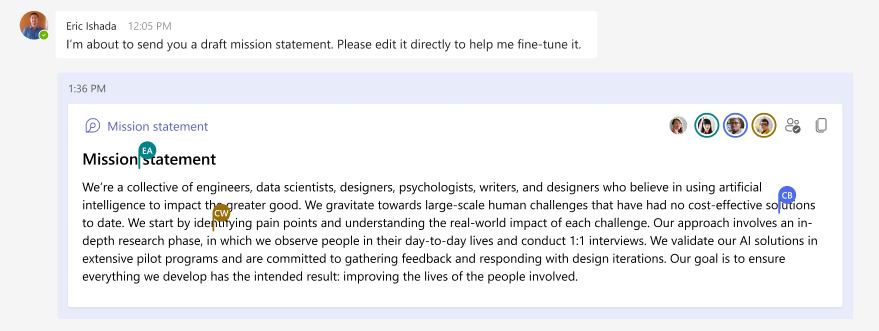 Eric Ishada 12:05 PM
I'm about to send you a draft mission statement. Please edit it directly to help me fine-tune it.
1:36 PM
Mission statement
EA
Mission statement
We're a collective of engineers, data scientists, designers, psychologists, writers, and designers who believe in using artificial
CB
intelligence to impact the greater good. We gravitate towards large-scale human challenges that have had no cost-effective solutions
CW
to date. We start by identifying pain points and understanding the real-world impact of each challenge. Our approach involves an in-
depth research phase, in which we observe people in their day-to-day lives and conduct 1:1 interviews. We validate our AI solutions in
extensive pilot programs and are committed to gathering feedback and responding with design iterations. Our goal is to ensure
everything we develop has the intended result: improving the lives of the people involved.